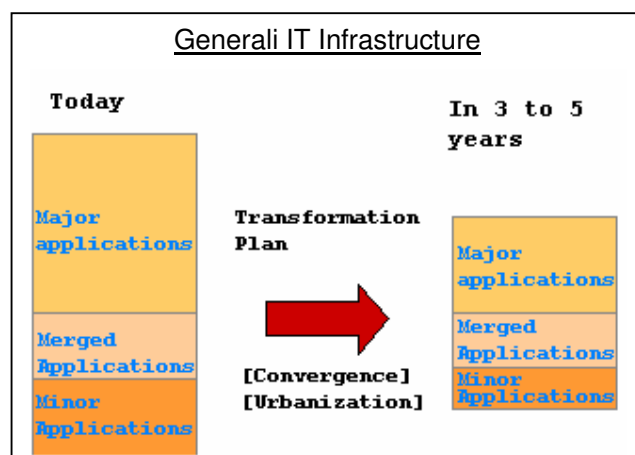 Generali IT Infrastructure
Today
In 3 to 5
years
Major
applications
Transformation
Plan
Major
applications
Merged
Applications
Merged
Applications
[Convergence]
[Urbanization]
Minor
Applications
Minor
Applications